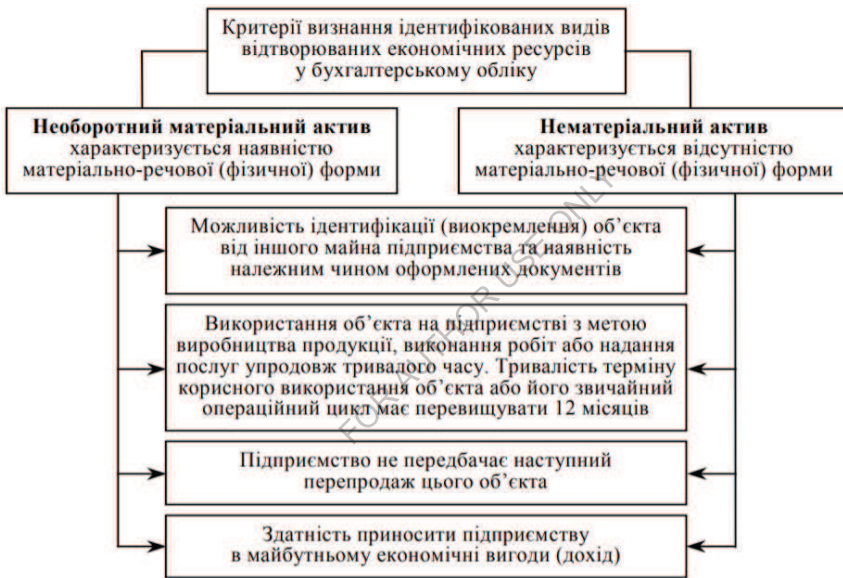 Критерії визнання ідентифікованих видів
відтворюваних економічних ресурсів
у бухгалтерському обліку
Необоротний матеріальний актив
характеризується наявністю
матеріально-речової (фізичної) форми
Нематеріальний актив
характеризується відсутністю
матеріально-речової (фізичної) форми
Можливість ідентифікації (виокремлення) об’єкта
від іншого майна підприємства та наявність
належним чином оформлених документів
Використання об’єкта на підприємстві з метою
виробництва продукції, виконання робіт або надання
послуг упродовж тривалого часу. Тривалість терміну
корисного використання об’єкта або його звичайний
операційний цикл має перевищувати 12 місяців
Підприємство не передбачає наступний
перепродаж цього об’єкта
Здатність приносити підприємству
в майбутньому економічні вигоди (дохід)
FOR AUTHOR USE ONLY